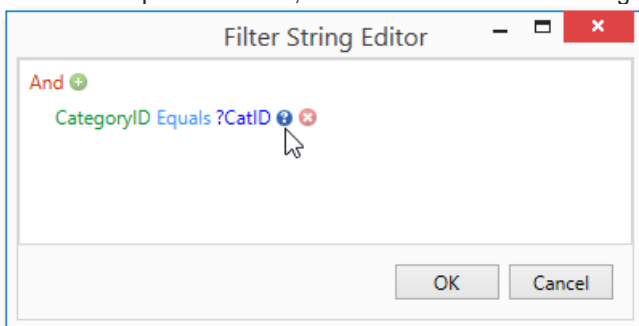 Filter String Editor
And
CategoryID Equals ?CatID
OK Cancel